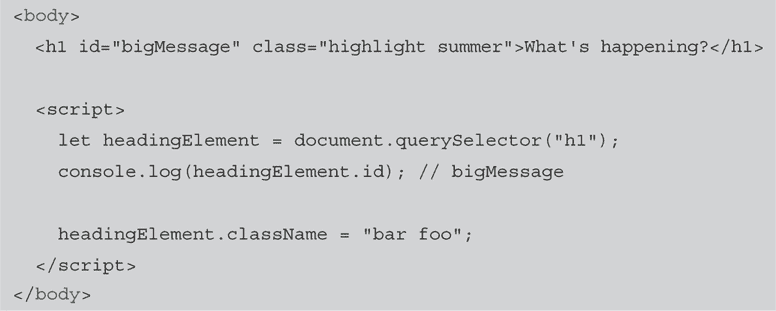 <body>
<h1 id="bigMessage" class="highlight summer">What's happening?</h1>
<script>
let headingElement = document.querySelector("h1");
console.log(headingElement.id); // bigMessage
headingElement.className = "bar foo";
</script>
</body>